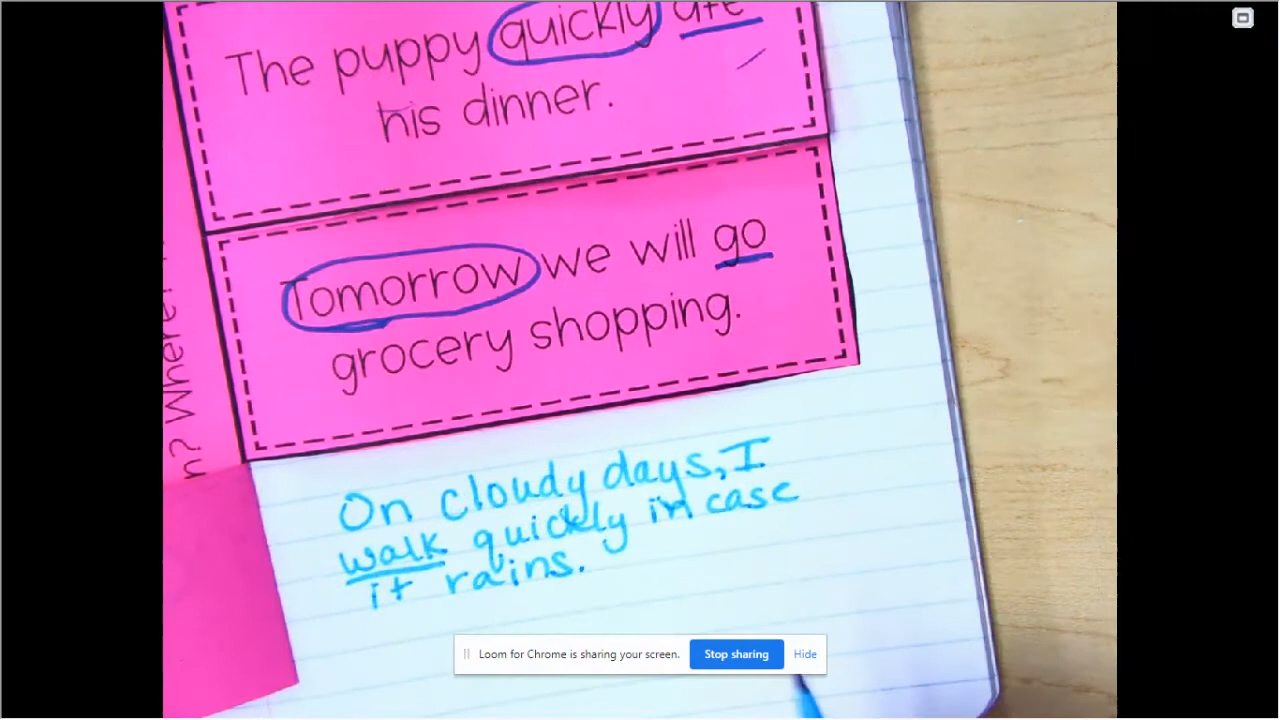 The puppy quickly ate
his dinner.
Tomorrow we will go
grocery shopping.
n? Where?
On cloudy days, I
walk quickly in case
it rains.
Loom for Chrome is sharing your screen.
Stop sharing
Hide